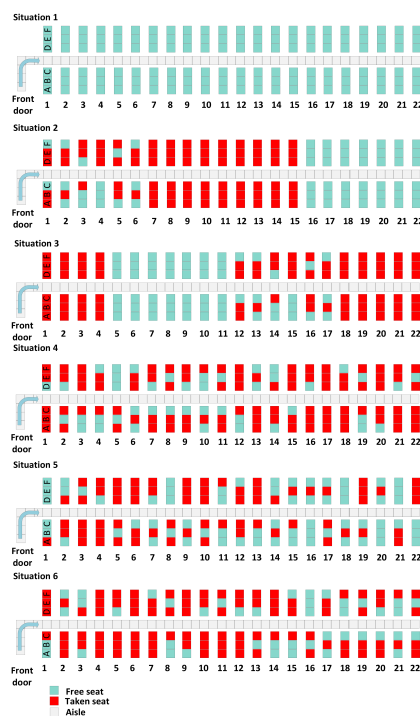 Situation 1
D E F
A B C
Front door
1 2 3 4 5 6 7 8 9 10 11 12 13 14 15 16 17 18 19 20 21 22
Situation 2
D E F
A B C
Front door
1 2 3 4 5 6 7 8 9 10 11 12 13 14 15 16 17 18 19 20 21 22
Situation 3
D E F
A B C
Front door
1 2 3 4 5 6 7 8 9 10 11 12 13 14 15 16 17 18 19 20 21 22
Situation 4
D E F
A B C
Front door
1 2 3 4 5 6 7 8 9 10 11 12 13 14 15 16 17 18 19 20 21 22
Situation 5
D E F
A B C
Front door
1 2 3 4 5 6 7 8 9 10 11 12 13 14 15 16 17 18 19 20 21 22
Situation 6
D E F
A B C
Front door
1 2 3 4 5 6 7 8 9 10 11 12 13 14 15 16 17 18 19 20 21 22
Free seat
Taken seat
Aisle